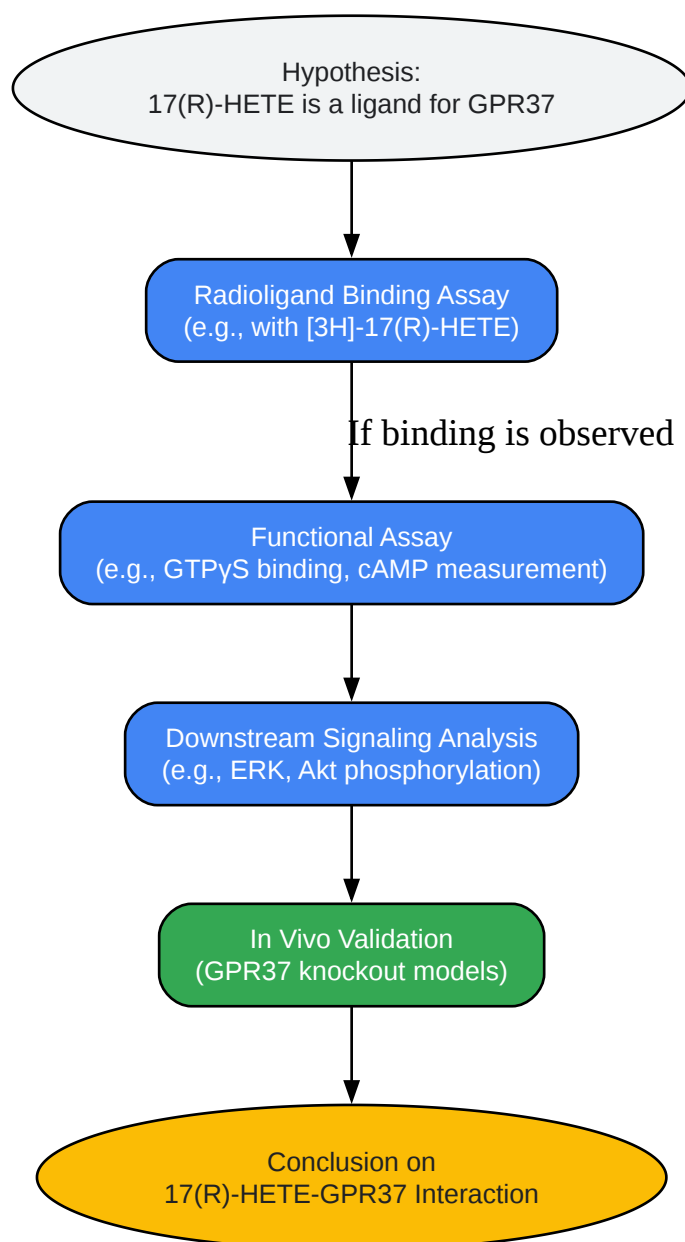 Hypothesis:
17(R)-HETE is a ligand for GPR37
Radioligand Binding Assay
(e.g., with [3H]-17(R)-HETE)
If binding is observed
Functional Assay
(e.g., GTPγS binding, cAMP measurement)
Downstream Signaling Analysis
(e.g., ERK, Akt phosphorylation)
In Vivo Validation
(GPR37 knockout models)
Conclusion on
17(R)-HETE-GPR37 Interaction